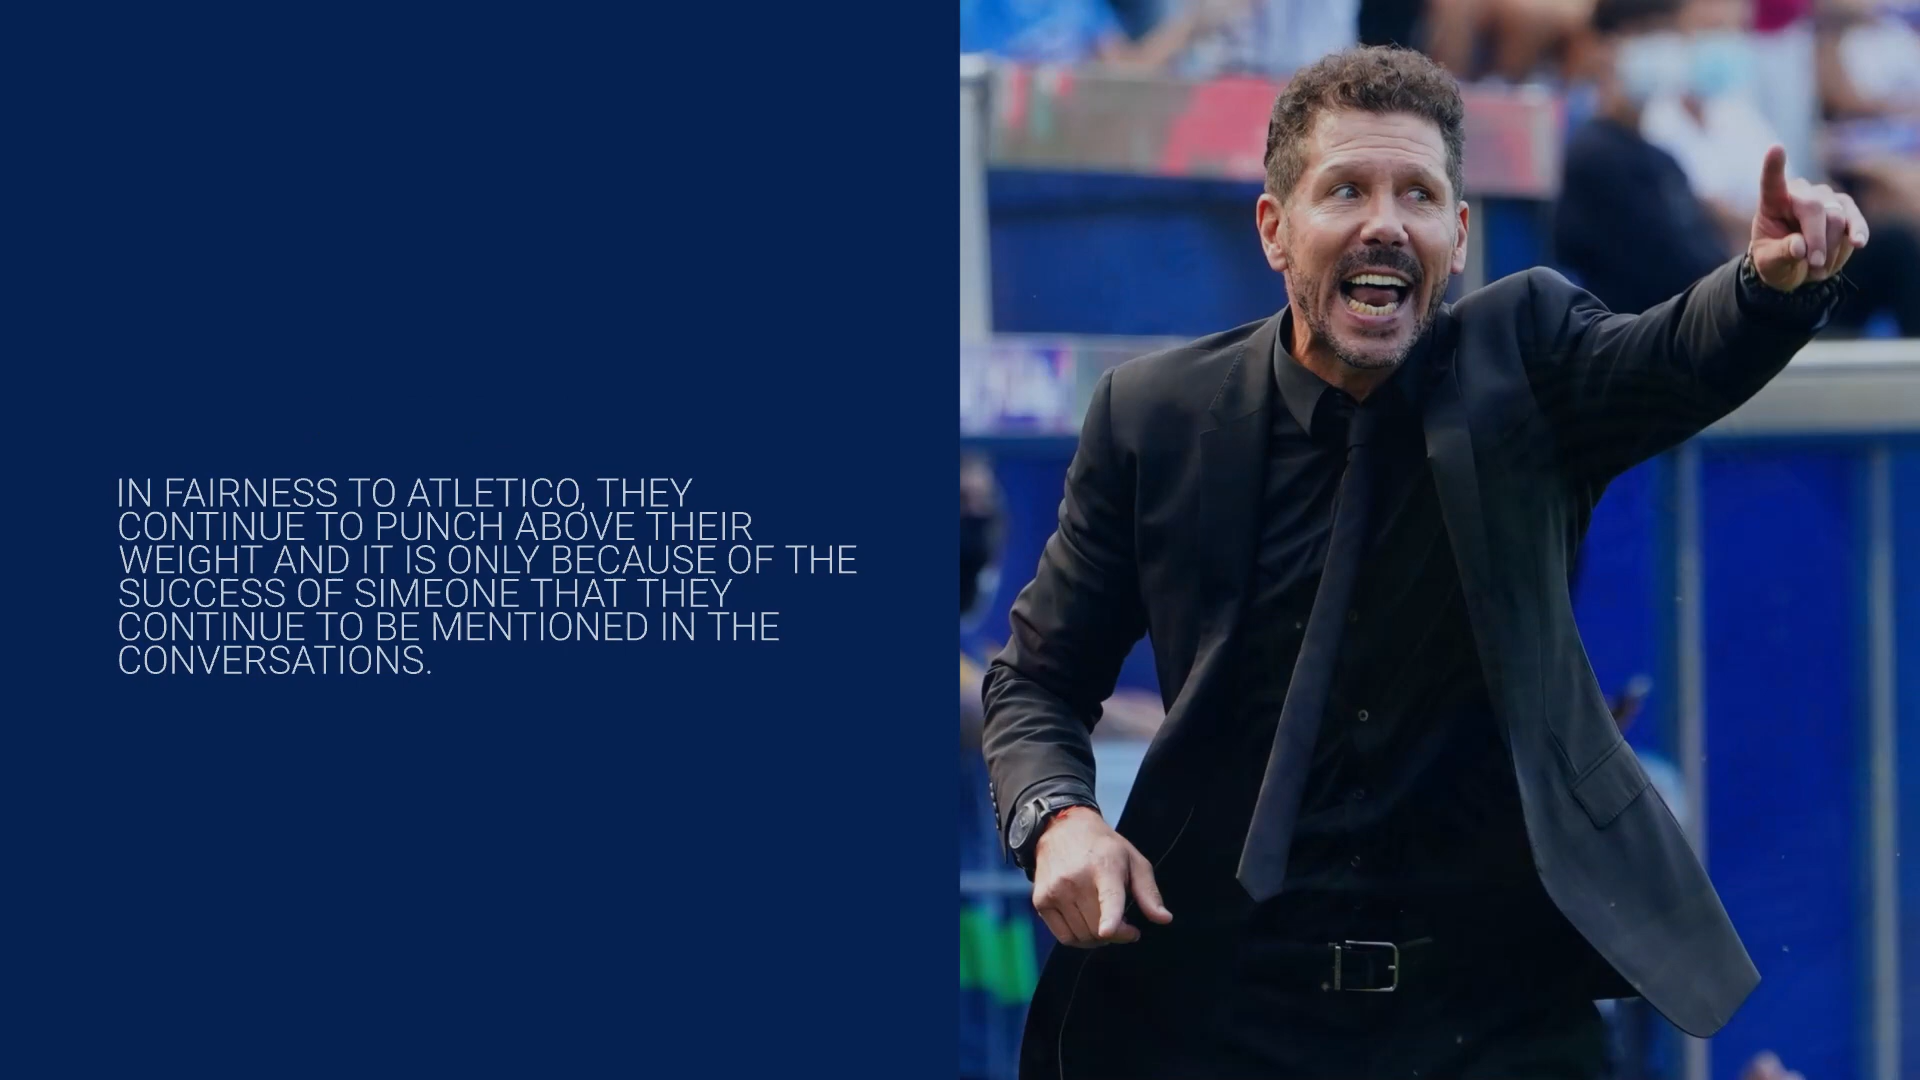 IN FAIRNESS TO ATLETICO, THEY
CONTINUE TO PUNCH ABOVE THEIR
WEIGHT AND IT IS ONLY BECAUSE OF THE
SUCCESS OF SIMEONE THAT THEY
CONTINUE TO BE MENTIONED IN THE
CONVERSATIONS.